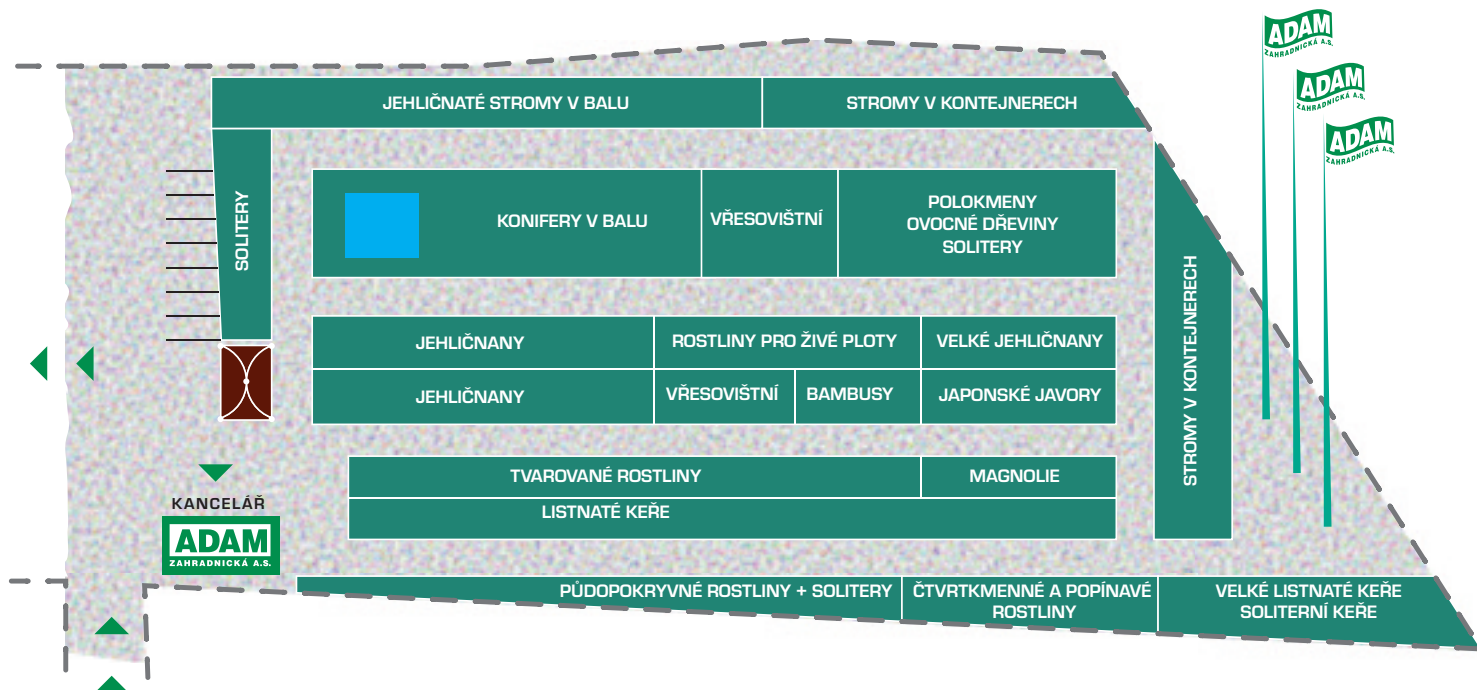 ADAM
ZAHRADNICKÁ A.S.
ADAM
ZAHRADNICKÁ A.S.
ADAM
ZAHRADNICKÁ A.S.
JEHLIČNATÉ STROMY V BALU
STROMY V KONTEJNERECH
SOLITERY
KONIFERY V BALU
VŘESOVIŠTNÍ
POLOKMENY
OVOCNÉ DŘEVINY
SOLITERY
STROMY V KONTEJNERECH
JEHLIČNANY
ROSTLINY PRO ŽIVÉ PLOTY
VELKÉ JEHLIČNANY
JEHLIČNANY
VŘESOVIŠTNÍ
BAMBUSY
JAPONSKÉ JAVORY
TVAROVANÉ ROSTLINY
MAGNOLIE
LISTNATÉ KEŘE
KANCELÁŘ
ADAM
ZAHRADNICKÁ A.S.
PŮDOPOKRYVNÉ ROSTLINY + SOLITERY
ČTVRTKMENNÉ A POPÍNAVÉ
ROSTLINY
VELKÉ LISTNATÉ KEŘE
SOLITERNÍ KEŘE